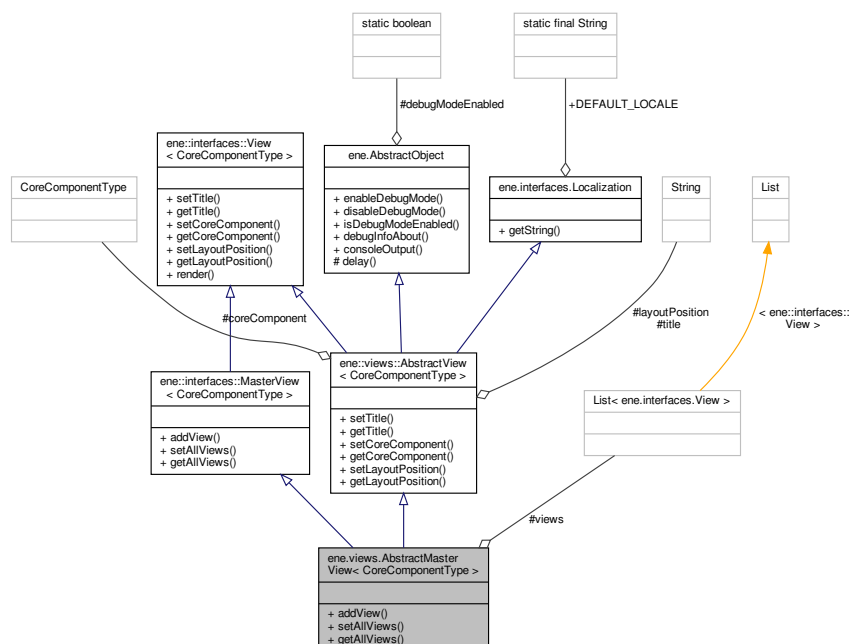 static boolean
static final String
#debugModeEnabled
+DEFAULT_LOCALE
ene::interfaces::View
< CoreComponentType >
+ setTitle()
+ getTitle()
+ setCoreComponent()
+ getCoreComponent()
+ setLayoutPosition()
+ getLayoutPosition()
+ render()
ene.AbstractObject
+ enableDebugMode()
+ disableDebugMode()
+ isDebugModeEnabled()
+ debugInfoAbout()
+ consoleOutput()
# delay()
CoreComponentType
ene.interfaces.Localization
+ getString()
String
List
#coreComponent
#layoutPosition
#title
< ene::interfaces::
View >
ene::interfaces::MasterView
< CoreComponentType >
+ addView()
+ setAllViews()
+ getAllViews()
ene::views::AbstractView
< CoreComponentType >
+ setTitle()
+ getTitle()
+ setCoreComponent()
+ getCoreComponent()
+ setLayoutPosition()
+ getLayoutPosition()
List< ene.interfaces.View >
#views
ene.views.AbstractMaster
View< CoreComponentType >
+ addView()
+ setAllViews()
+ getAllViews()